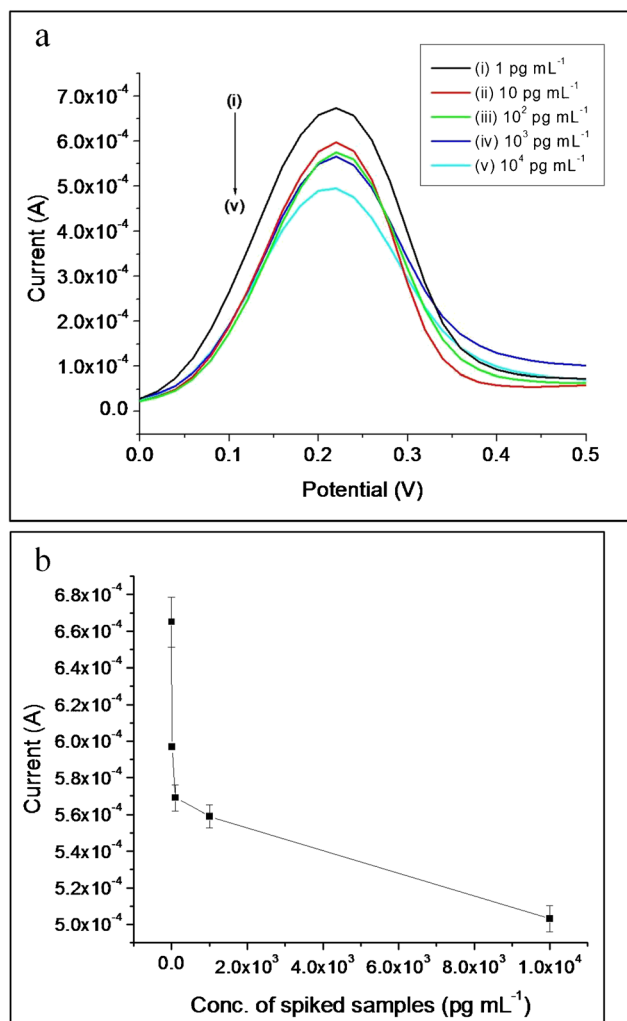 a
(i) 1 pg mL⁻¹
(ii) 10 pg mL⁻¹
(iii) 10² pg mL⁻¹
(iv) 10³ pg mL⁻¹
(v) 10⁴ pg mL⁻¹
(i)
(v)
7.0x10⁻⁴
6.0x10⁻⁴
5.0x10⁻⁴
4.0x10⁻⁴
3.0x10⁻⁴
2.0x10⁻⁴
1.0x10⁻⁴
0.0
Current (A)
0.0 0.1 0.2 0.3 0.4 0.5
Potential (V)
b
6.8x10⁻⁴
6.6x10⁻⁴
6.4x10⁻⁴
6.2x10⁻⁴
6.0x10⁻⁴
5.8x10⁻⁴
5.6x10⁻⁴
5.4x10⁻⁴
5.2x10⁻⁴
5.0x10⁻⁴
Current (A)
0.0 2.0x10³ 4.0x10³ 6.0x10³ 8.0x10³ 1.0x10⁴
Conc. of spiked samples (pg mL⁻¹)